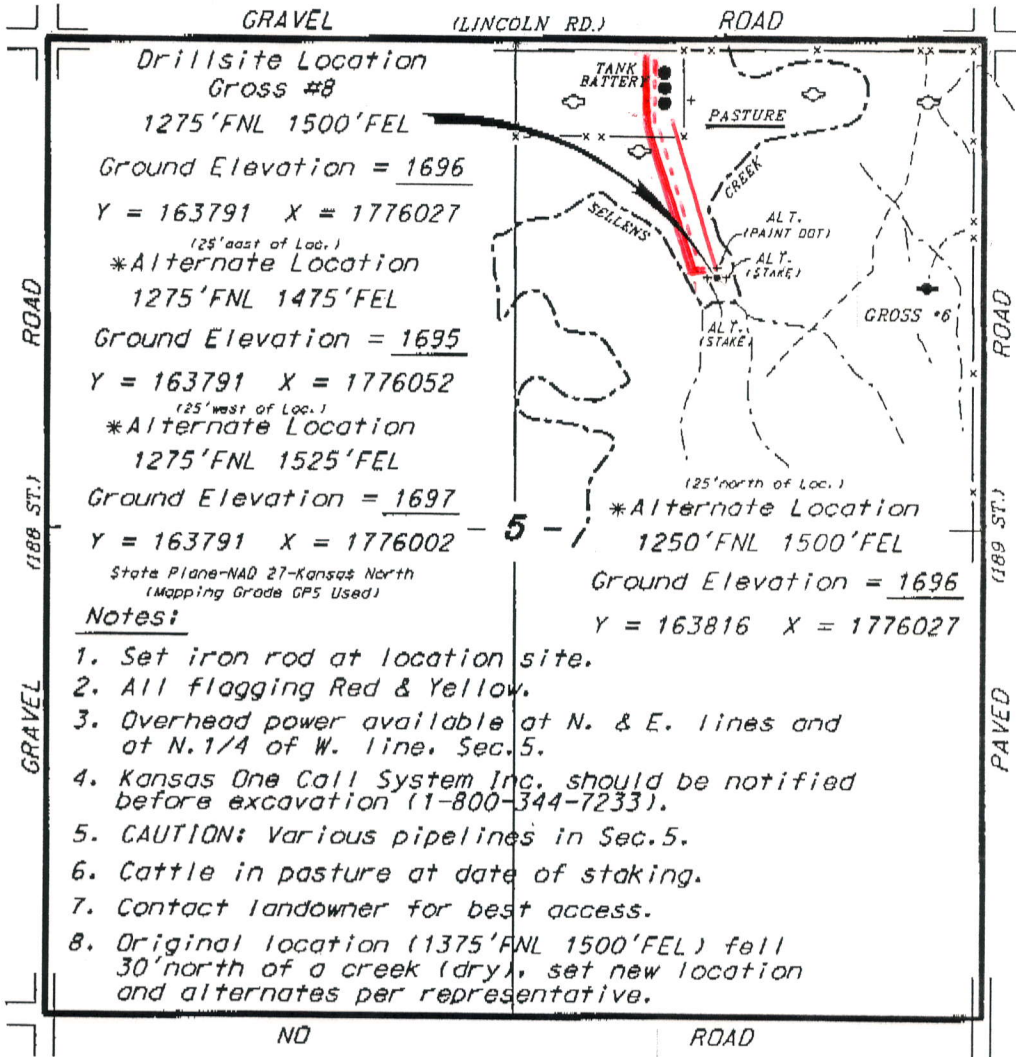 GRAVEL (LINCOLN RD.) ROAD
Drillsite Location
Gross #8
1275'FNL 1500'FEL
Ground Elevation = 1696
Y = 163791 X = 1776027
(25'east of Loc.)
*Alternate Location
1275'FNL 1475'FEL
Ground Elevation = 1695
Y = 163791 X = 1776052
(25'west of Loc.)
*Alternate Location
1275'FNL 1525'FEL
Ground Elevation = 1697
Y = 163791 X = 1776002
State Plane-NAD 27-Kansas North
(Mapping Grade GPS Used)
TANK
BATTERY
PASTURE
CREEK
SELLENS
ALT.
(PAINT DOT)
ALT.
(STAKE)
ALT.
(STAKE)
GROSS #6
- 5 -
(25'north of Loc.)
*Alternate Location
1250'FNL 1500'FEL
Ground Elevation = 1696
Y = 163816 X = 1776027
GRAVEL (188 ST.) ROAD
PAVED (189 ST.) ROAD
Notes:
1. Set iron rod at location site.
2. All flagging Red & Yellow.
3. Overhead power available at N. & E. lines and
at N.1/4 of W. line. Sec.5.
4. Kansas One Call System Inc. should be notified
before excavation (1-800-344-7233).
5. CAUTION: Various pipelines in Sec.5.
6. Cattle in pasture at date of staking.
7. Contact landowner for best access.
8. Original location (1375'FNL 1500'FEL) fell
30'north of a creek (dry), set new location
and alternates per representative.
NO ROAD